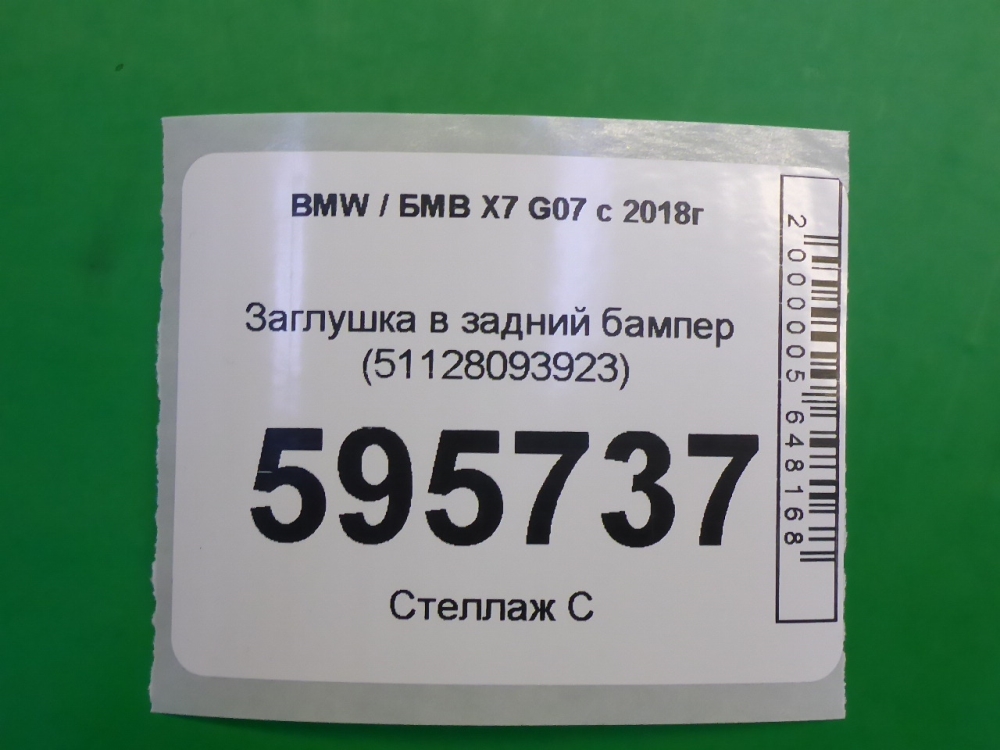 BMW / БМВ X7 G07 с 2018г
Заглушка в задний бампер
(51128093923)
595737
Стеллаж С
2000005648168